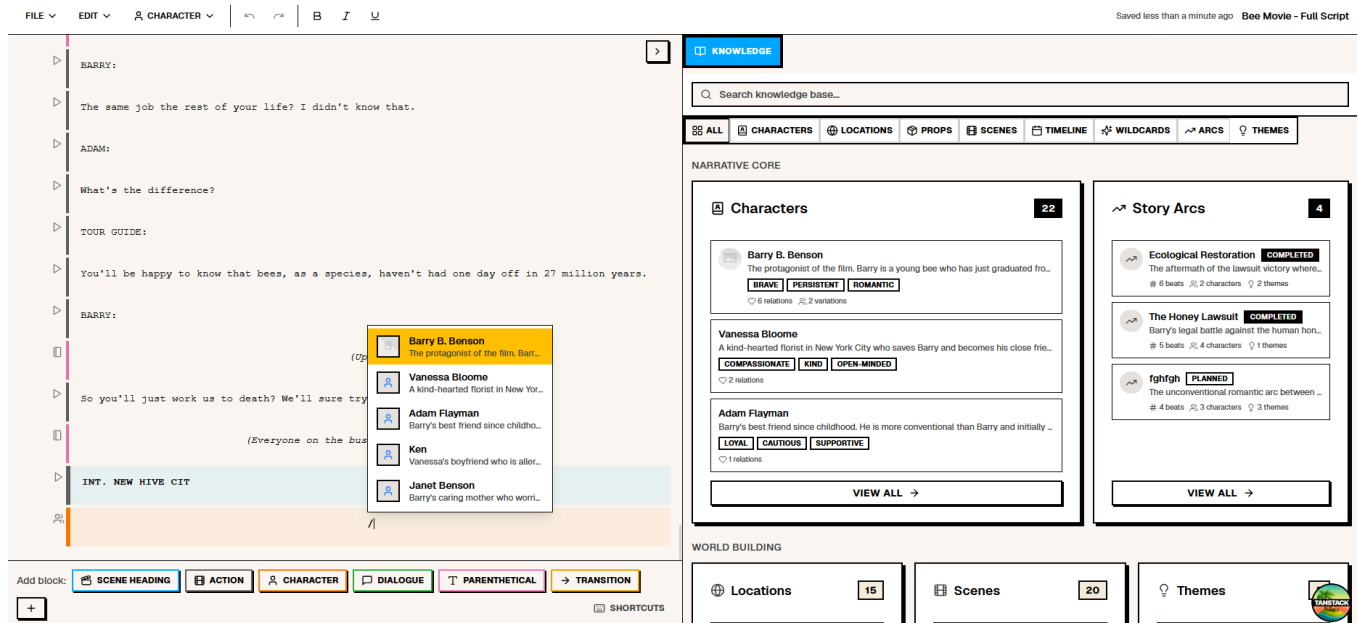 FILE EDIT CHARACTER B I U Saved less than a minute ago Bee Movie - Full Script
BARRY:
The same job the rest of your life? I didn't know that.
ADAM:
What's the difference?
TOUR GUIDE:
You'll be happy to know that bees, as a species, haven't had one day off in 27 million years.
BARRY:
(Up
So you'll just work us to death? We'll sure try
(Everyone on the bus
INT. NEW HIVE CIT
/
Barry B. Benson
The protagonist of the film. Barr...
Vanessa Bloome
A kind-hearted florist in New Yor...
Adam Flayman
Barry's best friend since childho...
Ken
Vanessa's boyfriend who is aller...
Janet Benson
Barry's caring mother who worri...
Add block: SCENE HEADING ACTION CHARACTER DIALOGUE PARENTHETICAL TRANSITION
+ SHORTCUTS
KNOWLEDGE
Search knowledge base...
ALL CHARACTERS LOCATIONS PROPS SCENES TIMELINE WILDCARDS ARCS THEMES
NARRATIVE CORE
Characters 22
Barry B. Benson
The protagonist of the film. Barry is a young bee who has just graduated fro...
BRAVE PERSISTENT ROMANTIC
6 relations 2 variations
Vanessa Bloome
A kind-hearted florist in New York City who saves Barry and becomes his close frie...
COMPASSIONATE KIND OPEN-MINDED
2 relations
Adam Flayman
Barry's best friend since childhood. He is more conventional than Barry and initially ...
LOYAL CAUTIOUS SUPPORTIVE
1 relations
VIEW ALL →
Story Arcs 4
Ecological Restoration COMPLETED
The aftermath of the lawsuit victory where...
# 6 beats 2 characters 2 themes
The Honey Lawsuit COMPLETED
Barry's legal battle against the human hon...
# 5 beats 4 characters 1 themes
fghfgh PLANNED
The unconventional romantic arc between ...
# 4 beats 3 characters 3 themes
VIEW ALL →
WORLD BUILDING
Locations 15
Scenes 20
Themes
TANSTACK